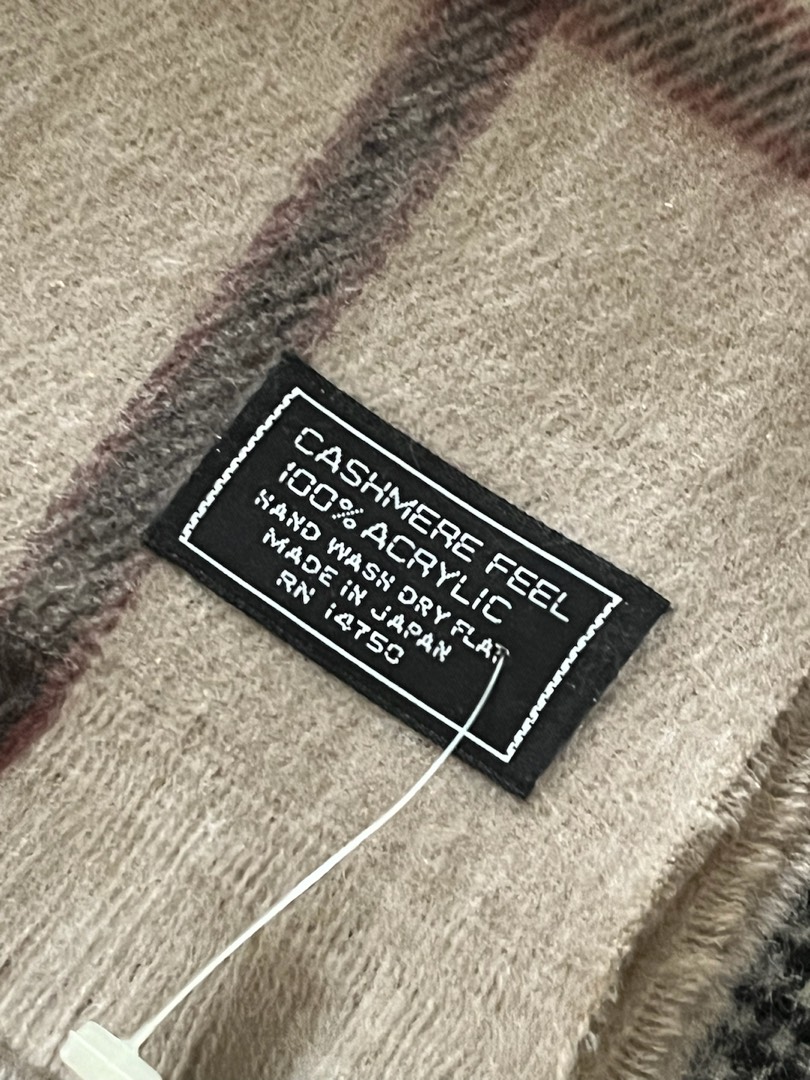 CASHMERE FEEL
100% ACRYLIC
HAND WASH DRY FLAT
MADE IN JAPAN
RN 14750